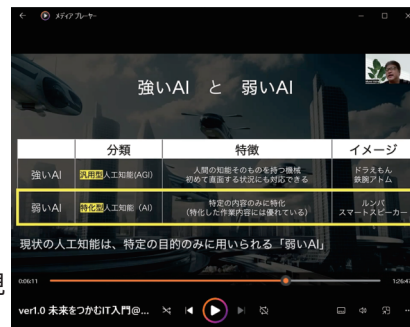 メディア プレーヤー
強いAI と 弱いAI
分類 特徴 イメージ
強いAI 汎用型人工知能(AGI) 人間の知能そのものを持つ機械 ドラえもん
初めて直面する状況にも対応できる 鉄腕アトム
弱いAI 特化型人工知能(AI) 特定の内容のみに特化 ルンバ
(特化した作業内容には優れている) スマートスピーカー
現状の人工知能は、特定の目的のみに用いられる「弱いAI」
0:06:11
ver1.0 未来をつかむIT入門@...